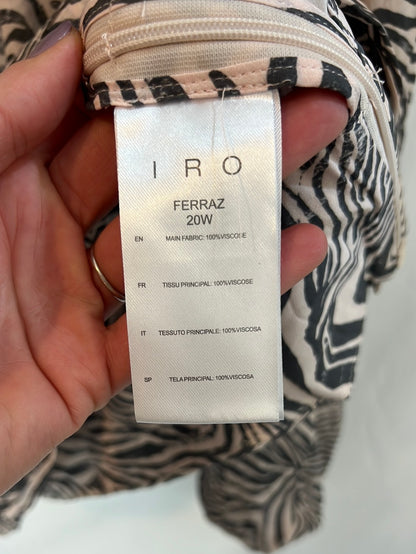 IRO
FERRAZ
20W
EN MAIN FABRIC: 100%VISCOSE
FR TISSU PRINCIPAL: 100%VISCOSE
IT TESSUTO PRINCIPALE: 100%VISCOSA
SP TELA PRINCIPAL: 100%VISCOSA